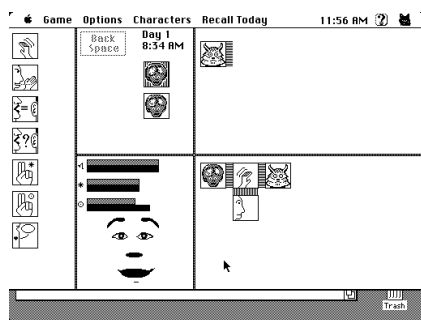 Game Options Characters Recall Today 11:56 AM
Back
Space
Day 1
8:34 AM
Trash